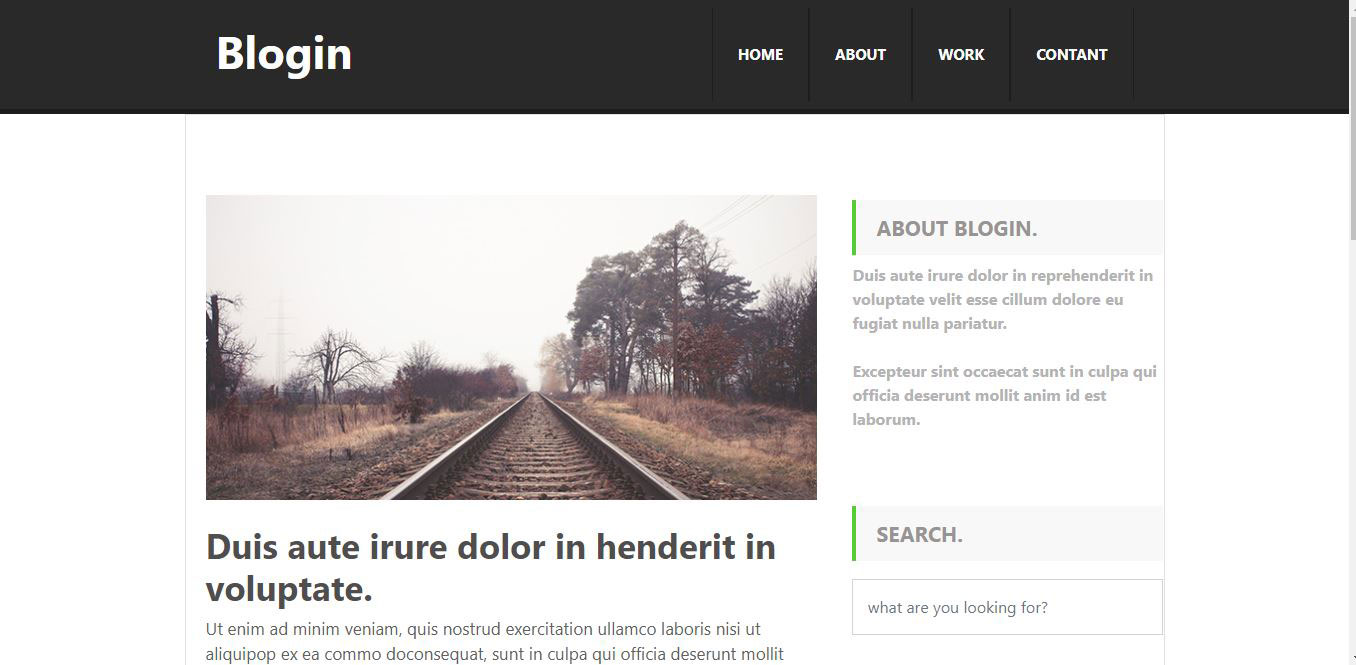 Blogin
HOME
ABOUT
WORK
CONTANT
Duis aute irure dolor in henderit in
voluptate.
Ut enim ad minim veniam, quis nostrud exercitation ullamco laboris nisi ut
aliquipop ex ea commo doconsequat, sunt in culpa qui officia deserunt mollit
ABOUT BLOGIN.
Duis aute irure dolor in reprehenderit in
voluptate velit esse cillum dolore eu
fugiat nulla pariatur.
Excepteur sint occaecat sunt in culpa qui
officia deserunt mollit anim id est
laborum.
SEARCH.
what are you looking for?